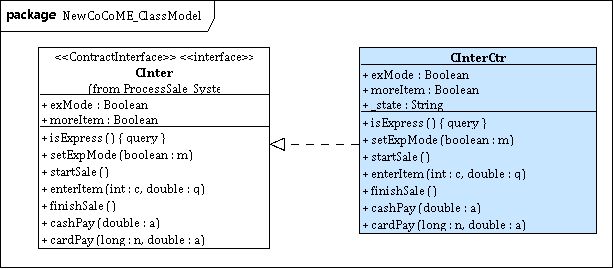 package NewCoCoME_ClassModel
<<ContractInterface>> <<interface>>
CInter
(from ProcessSale_Syste
+ exMode : Boolean
+ moreItem : Boolean
+ isExpress () { query }
+ setExpMode (boolean : m)
+ startSale ()
+ enterItem (int : c, double : q)
+ finishSale ()
+ cashPay (double : a)
+ cardPay (long : n, double : a)
CInterCtr
+ exMode : Boolean
+ moreItem : Boolean
+ _state : String
+ isExpress () { query }
+ setExpMode (boolean : m)
+ startSale ()
+ enterItem (int : c, double : q)
+ finishSale ()
+ cashPay (double : a)
+ cardPay (long : n, double : a)